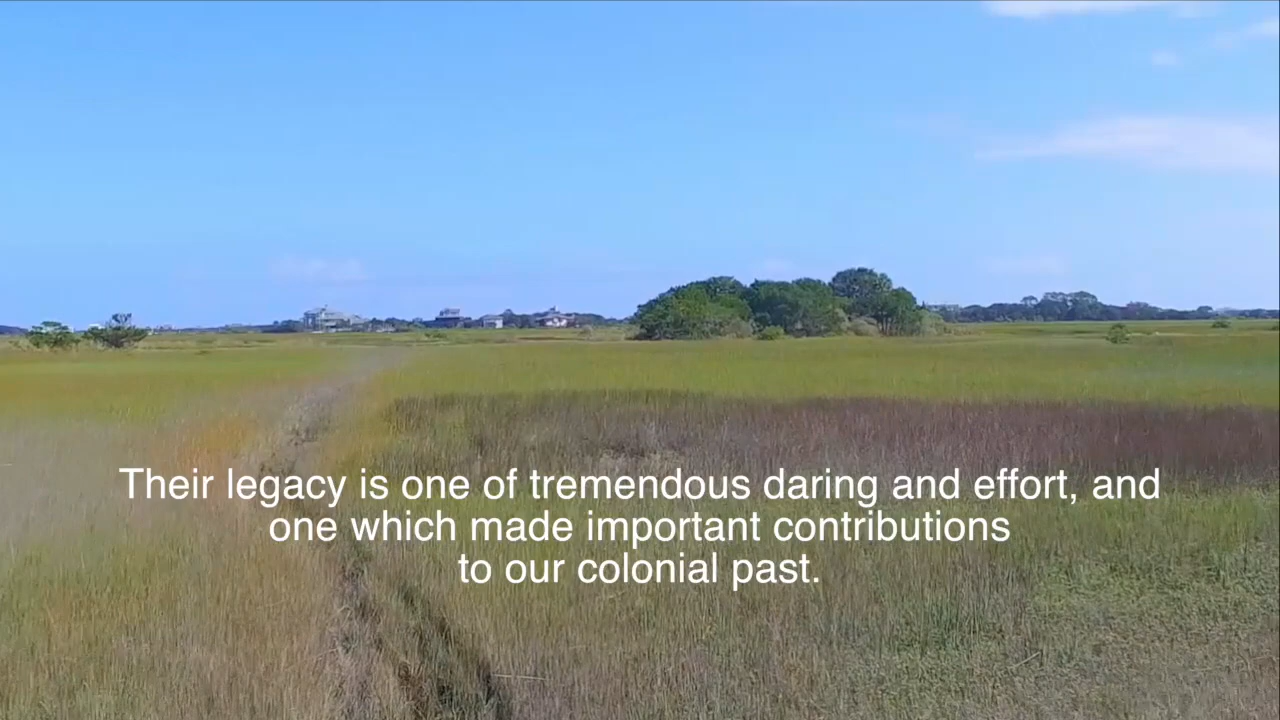 Their legacy is one of tremendous daring and effort, and
one which made important contributions
to our colonial past.